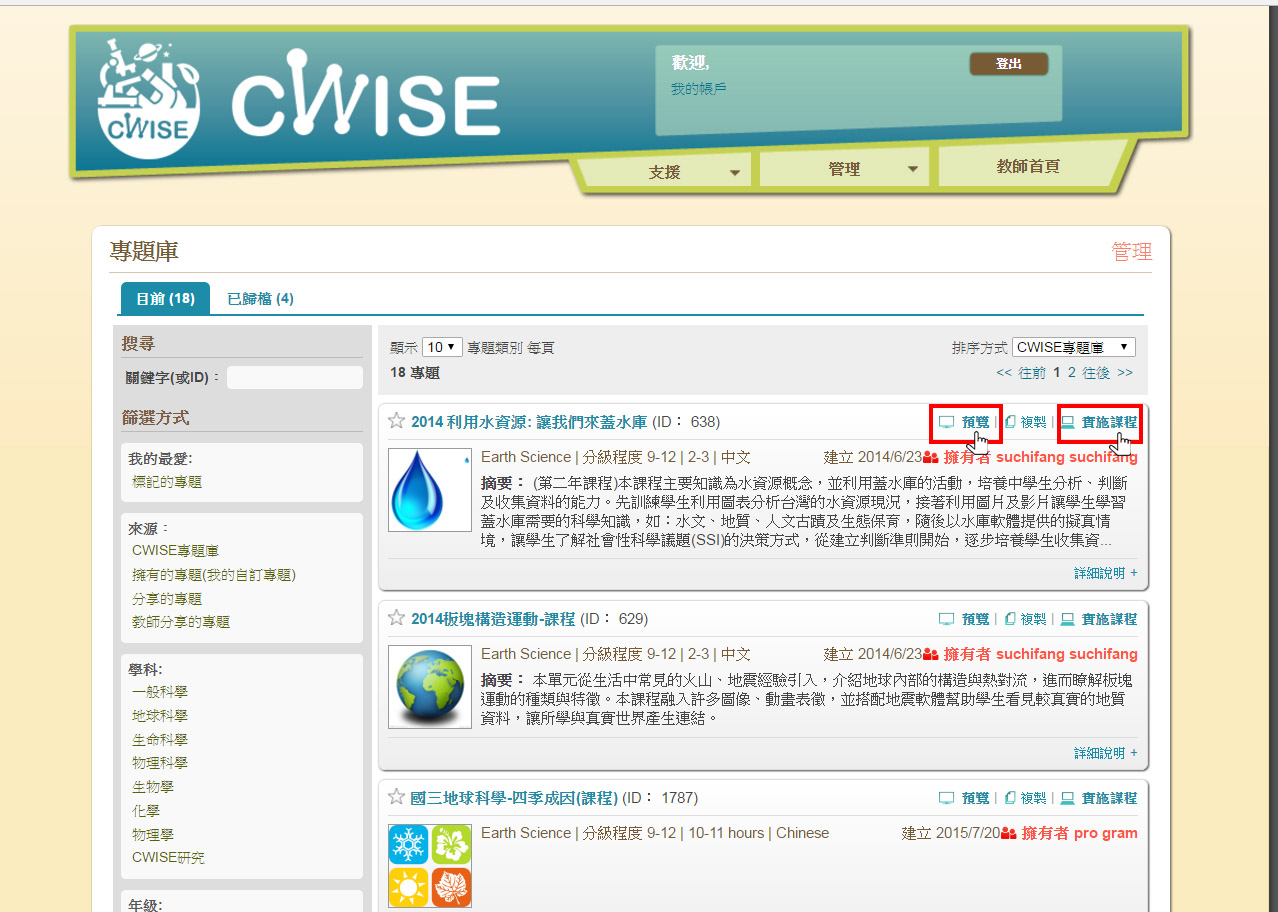 CWISE
CWISE
歡迎,
登出
我的帳戶
支援
管理
教師首頁
專題庫
管理
目前 (18)
已歸檔 (4)
搜尋
關鍵字(或ID)：
篩選方式
我的最愛:
標記的專題
來源：
CWISE專題庫
擁有的專題(我的自訂專題)
分享的專題
教師分享的專題
學科:
一般科學
地球科學
生命科學
物理科學
生物學
化學
物理學
CWISE研究
年級:
顯示 10 專題類別 每頁
排序方式 CWISE專題庫
18 專題
<< 往前 1 2 往後 >>
2014 利用水資源: 讓我們來蓋水庫 (ID： 638)
預覽 | 複製 | 實施課程
Earth Science | 分級程度 9-12 | 2-3 | 中文
建立 2014/6/23 擁有者 suchifang suchifang
摘要： (第二年課程)本課程主要知識為水資源概念，並利用蓋水庫的活動，培養中學生分析、判斷
及收集資料的能力。先訓練學生利用圖表分析台灣的水資源現況，接著利用圖片及影片讓學生學習
蓋水庫需要的科學知識，如：水文、地質、人文古蹟及生態保育，隨後以水庫軟體提供的擬真情
境，讓學生了解社會性科學議題(SSI)的決策方式，從建立判斷準則開始，逐步培養學生收集資...
詳細說明 +
2014板塊構造運動-課程 (ID： 629)
預覽 | 複製 | 實施課程
Earth Science | 分級程度 9-12 | 2-3 | 中文
建立 2014/6/23 擁有者 suchifang suchifang
摘要： 本單元從生活中常見的火山、地震經驗引入，介紹地球內部的構造與熱對流，進而瞭解板塊
運動的種類與特徵。本課程融入許多圖像、動畫表徵，並搭配地震軟體幫助學生看見較真實的地質
資料，讓所學與真實世界產生連結。
詳細說明 +
國三地球科學-四季成因(課程) (ID： 1787)
預覽 | 複製 | 實施課程
Earth Science | 分級程度 9-12 | 10-11 hours | Chinese
建立 2015/7/20 擁有者 pro gram